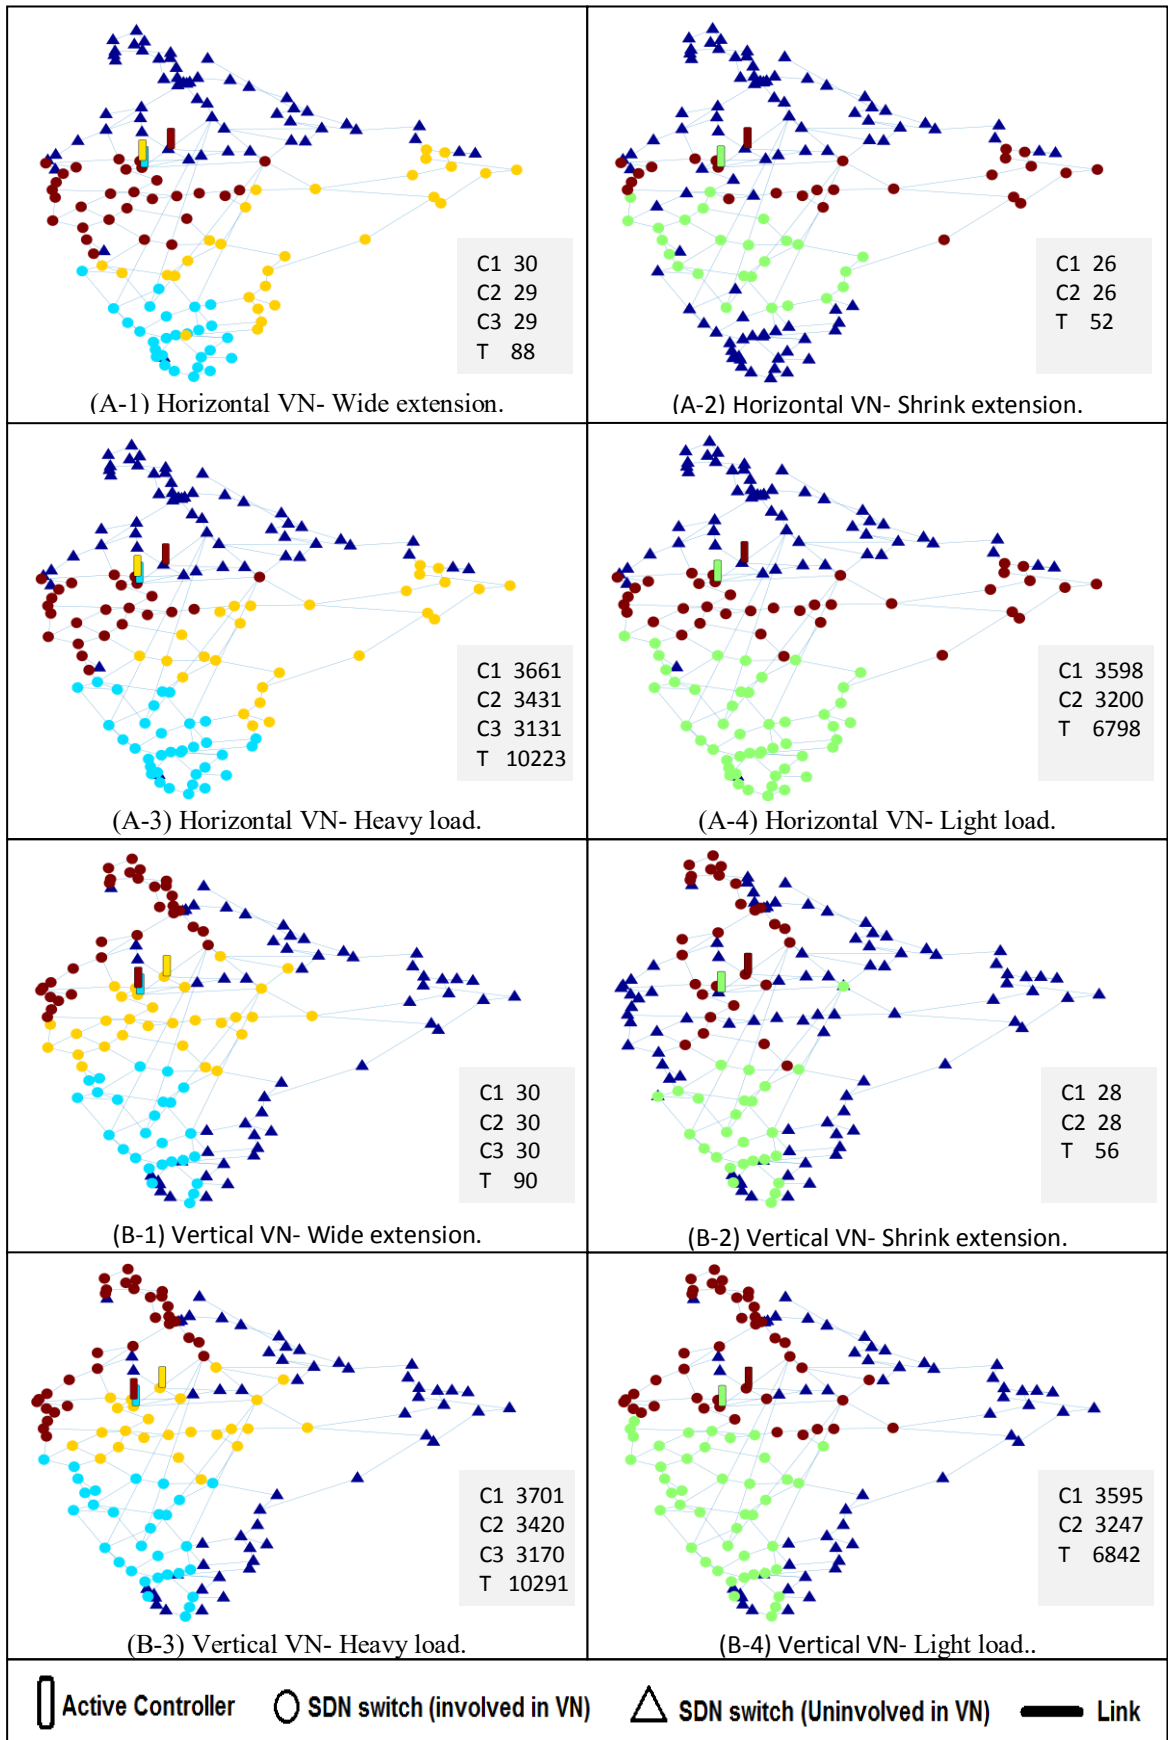 C1 30
C2 29
C3 29
T 88
(A-1) Horizontal VN- Wide extension.
C1 26
C2 26
T 52
(A-2) Horizontal VN- Shrink extension.
C1 3661
C2 3431
C3 3131
T 10223
(A-3) Horizontal VN- Heavy load.
C1 3598
C2 3200
T 6798
(A-4) Horizontal VN- Light load.
C1 30
C2 30
C3 30
T 90
(B-1) Vertical VN- Wide extension.
C1 28
C2 28
T 56
(B-2) Vertical VN- Shrink extension.
C1 3701
C2 3420
C3 3170
T 10291
(B-3) Vertical VN- Heavy load.
C1 3595
C2 3247
T 6842
(B-4) Vertical VN- Light load..
Active Controller
SDN switch (involved in VN)
SDN switch (Uninvolved in VN)
Link